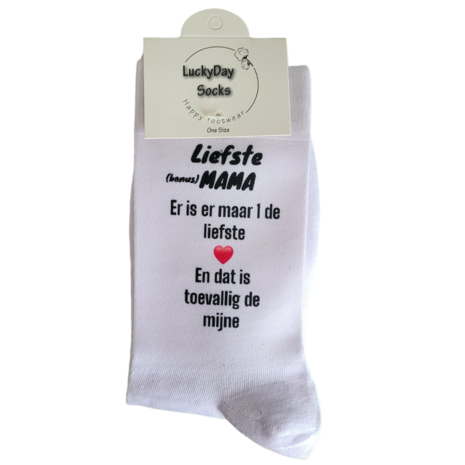 LuckyDay
Socks
Happy footwear
One Size
Liefste
(bonus) MAMA
Er is er maar 1 de
liefste
En dat is
toevallig de
mijne